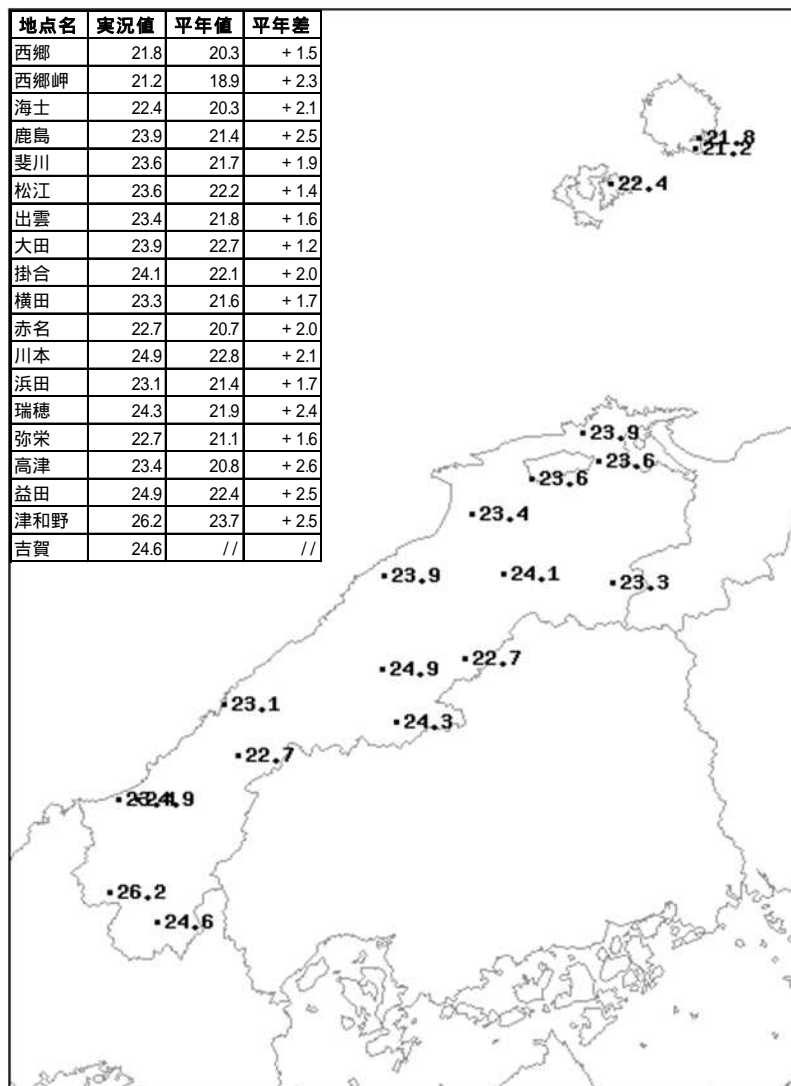 地点名 実況値 平年値 平年差
西郷 21.8 20.3 + 1.5
西郷岬 21.2 18.9 + 2.3
海士 22.4 20.3 + 2.1
鹿島 23.9 21.4 + 2.5
斐川 23.6 21.7 + 1.9
松江 23.6 22.2 + 1.4
出雲 23.4 21.8 + 1.6
大田 23.9 22.7 + 1.2
掛合 24.1 22.1 + 2.0
横田 23.3 21.6 + 1.7
赤名 22.7 20.7 + 2.0
川本 24.9 22.8 + 2.1
浜田 23.1 21.4 + 1.7
瑞穂 24.3 21.9 + 2.4
弥栄 22.7 21.1 + 1.6
高津 23.4 20.8 + 2.6
益田 24.9 22.4 + 2.5
津和野 26.2 23.7 + 2.5
吉賀 24.6 // //
21.8
21.2
22.4
23.9
23.6
23.6
23.4
23.9
24.1
23.3
22.7
24.9
23.1
24.3
22.7
23.4
24.9
26.2
24.6